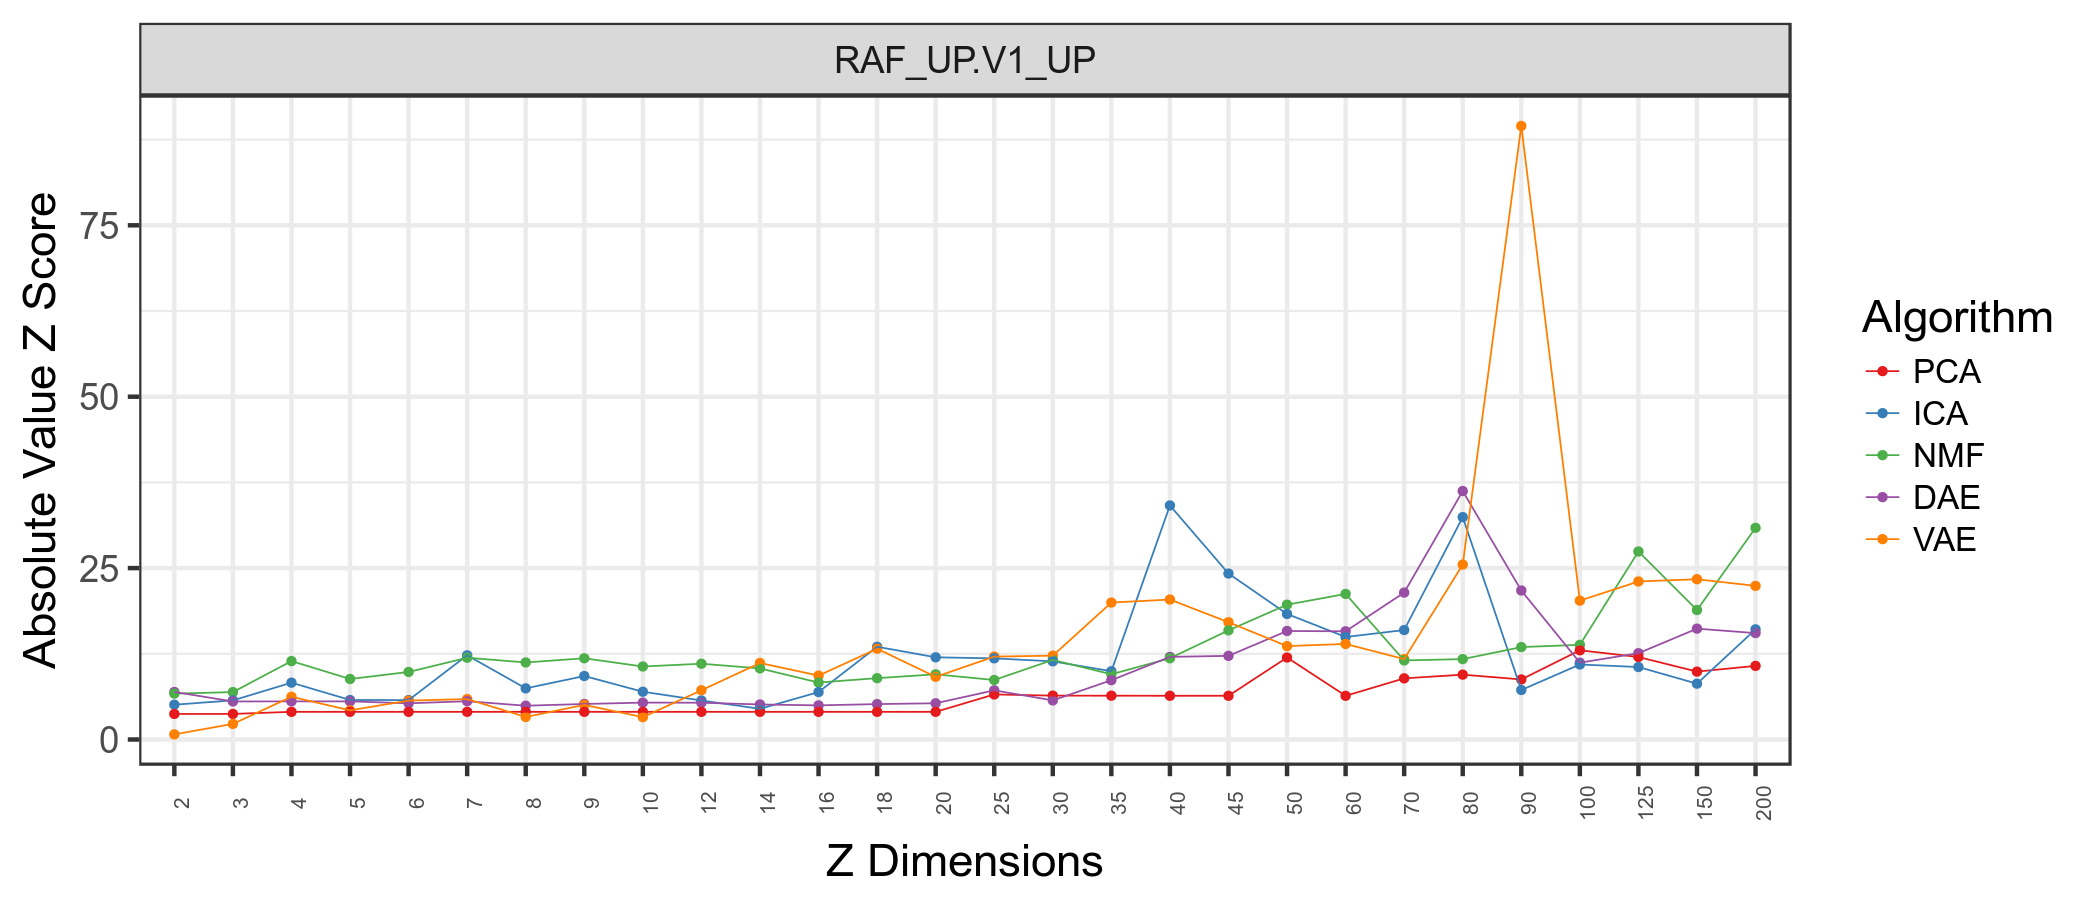 RAF_UP.V1_UP
Absolute Value Z Score
75
50
25
0
2 3 4 5 6 7 8 9 10 12 14 16 18 20 25 30 35 40 45 50 60 70 80 90 100 125 150 200
Z Dimensions
Algorithm
PCA
ICA
NMF
DAE
VAE